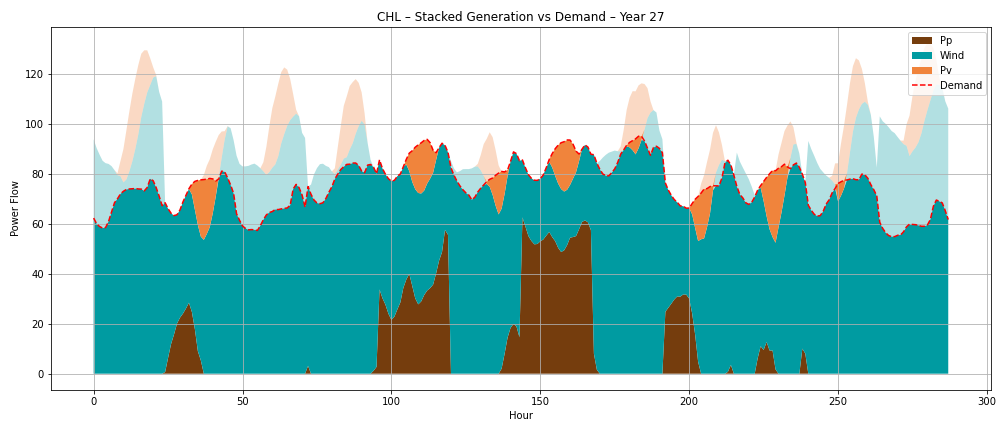 CHL – Stacked Generation vs Demand – Year 27
Power Flow
120
100
80
60
40
20
0
Pp
Wind
Pv
Demand
0 50 100 150 200 250 300
Hour